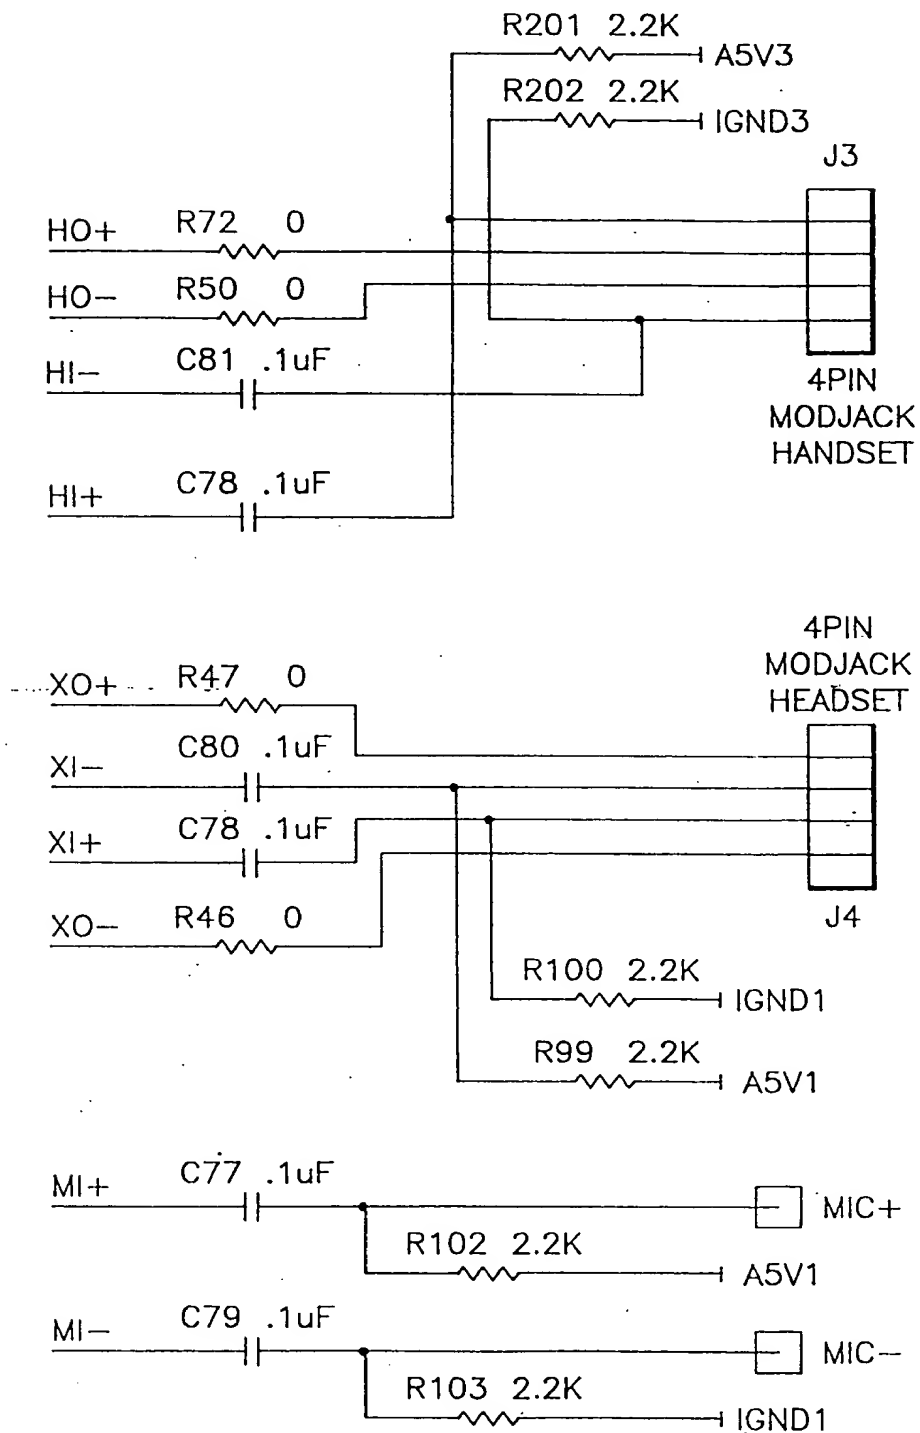 R201 2.2K
A5V3
R202 2.2K
IGND3
J3
HO+ R72 0
HO- R50 0
HI- C81 .1uF
4PIN
MODJACK
HANDSET
HI+ C78 .1uF
4PIN
MODJACK
HEADSET
XO+ R47 0
XI- C80 .1uF
XI+ C78 .1uF
XO- R46 0
J4
R100 2.2K
IGND1
R99 2.2K
A5V1
MI+ C77 .1uF
MIC+
R102 2.2K
A5V1
MI- C79 .1uF
MIC-
R103 2.2K
IGND1